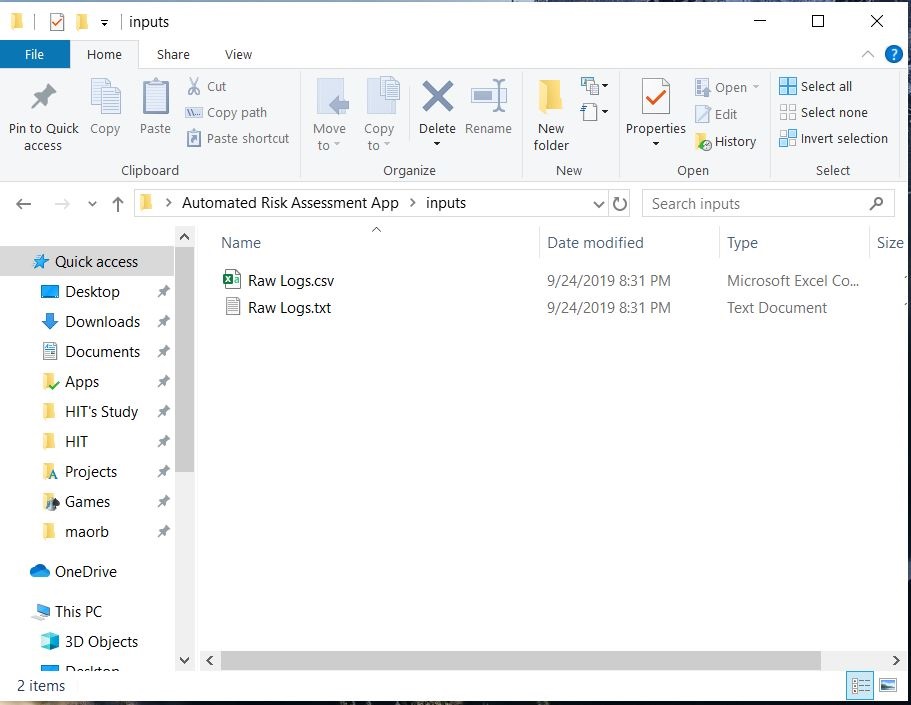 inputs
File Home Share View
Pin to Quick access
Copy
Paste
Cut
Copy path
Paste shortcut
Clipboard
Move to
Copy to
Delete
Rename
Organize
New folder
New
Properties
Open
Edit
History
Open
Select all
Select none
Invert selection
Select
Automated Risk Assessment App > inputs
Search inputs
Name Date modified Type Size
Raw Logs.csv 9/24/2019 8:31 PM Microsoft Excel Co...
Raw Logs.txt 9/24/2019 8:31 PM Text Document
Quick access
Desktop
Downloads
Documents
Apps
HIT's Study
HIT
Projects
Games
maorb
OneDrive
This PC
3D Objects
Desktop
2 items